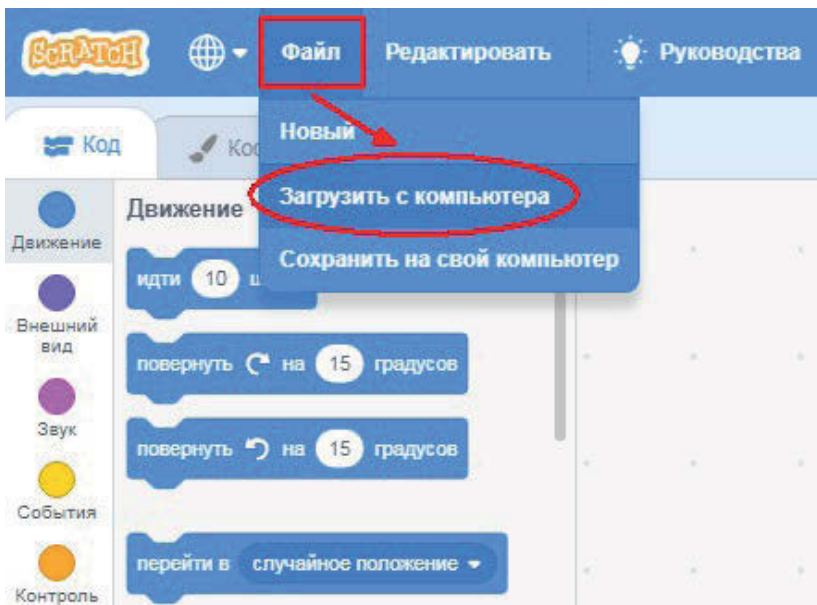 SCRATCH Файл Редактировать Руководства
Код
Новый
Загрузить с компьютера
Сохранить на свой компьютер
Движение
Движение
идти 10
Внешний
вид
повернуть на 15 градусов
Звук
повернуть на 15 градусов
События
перейти в случайное положение
Контроль